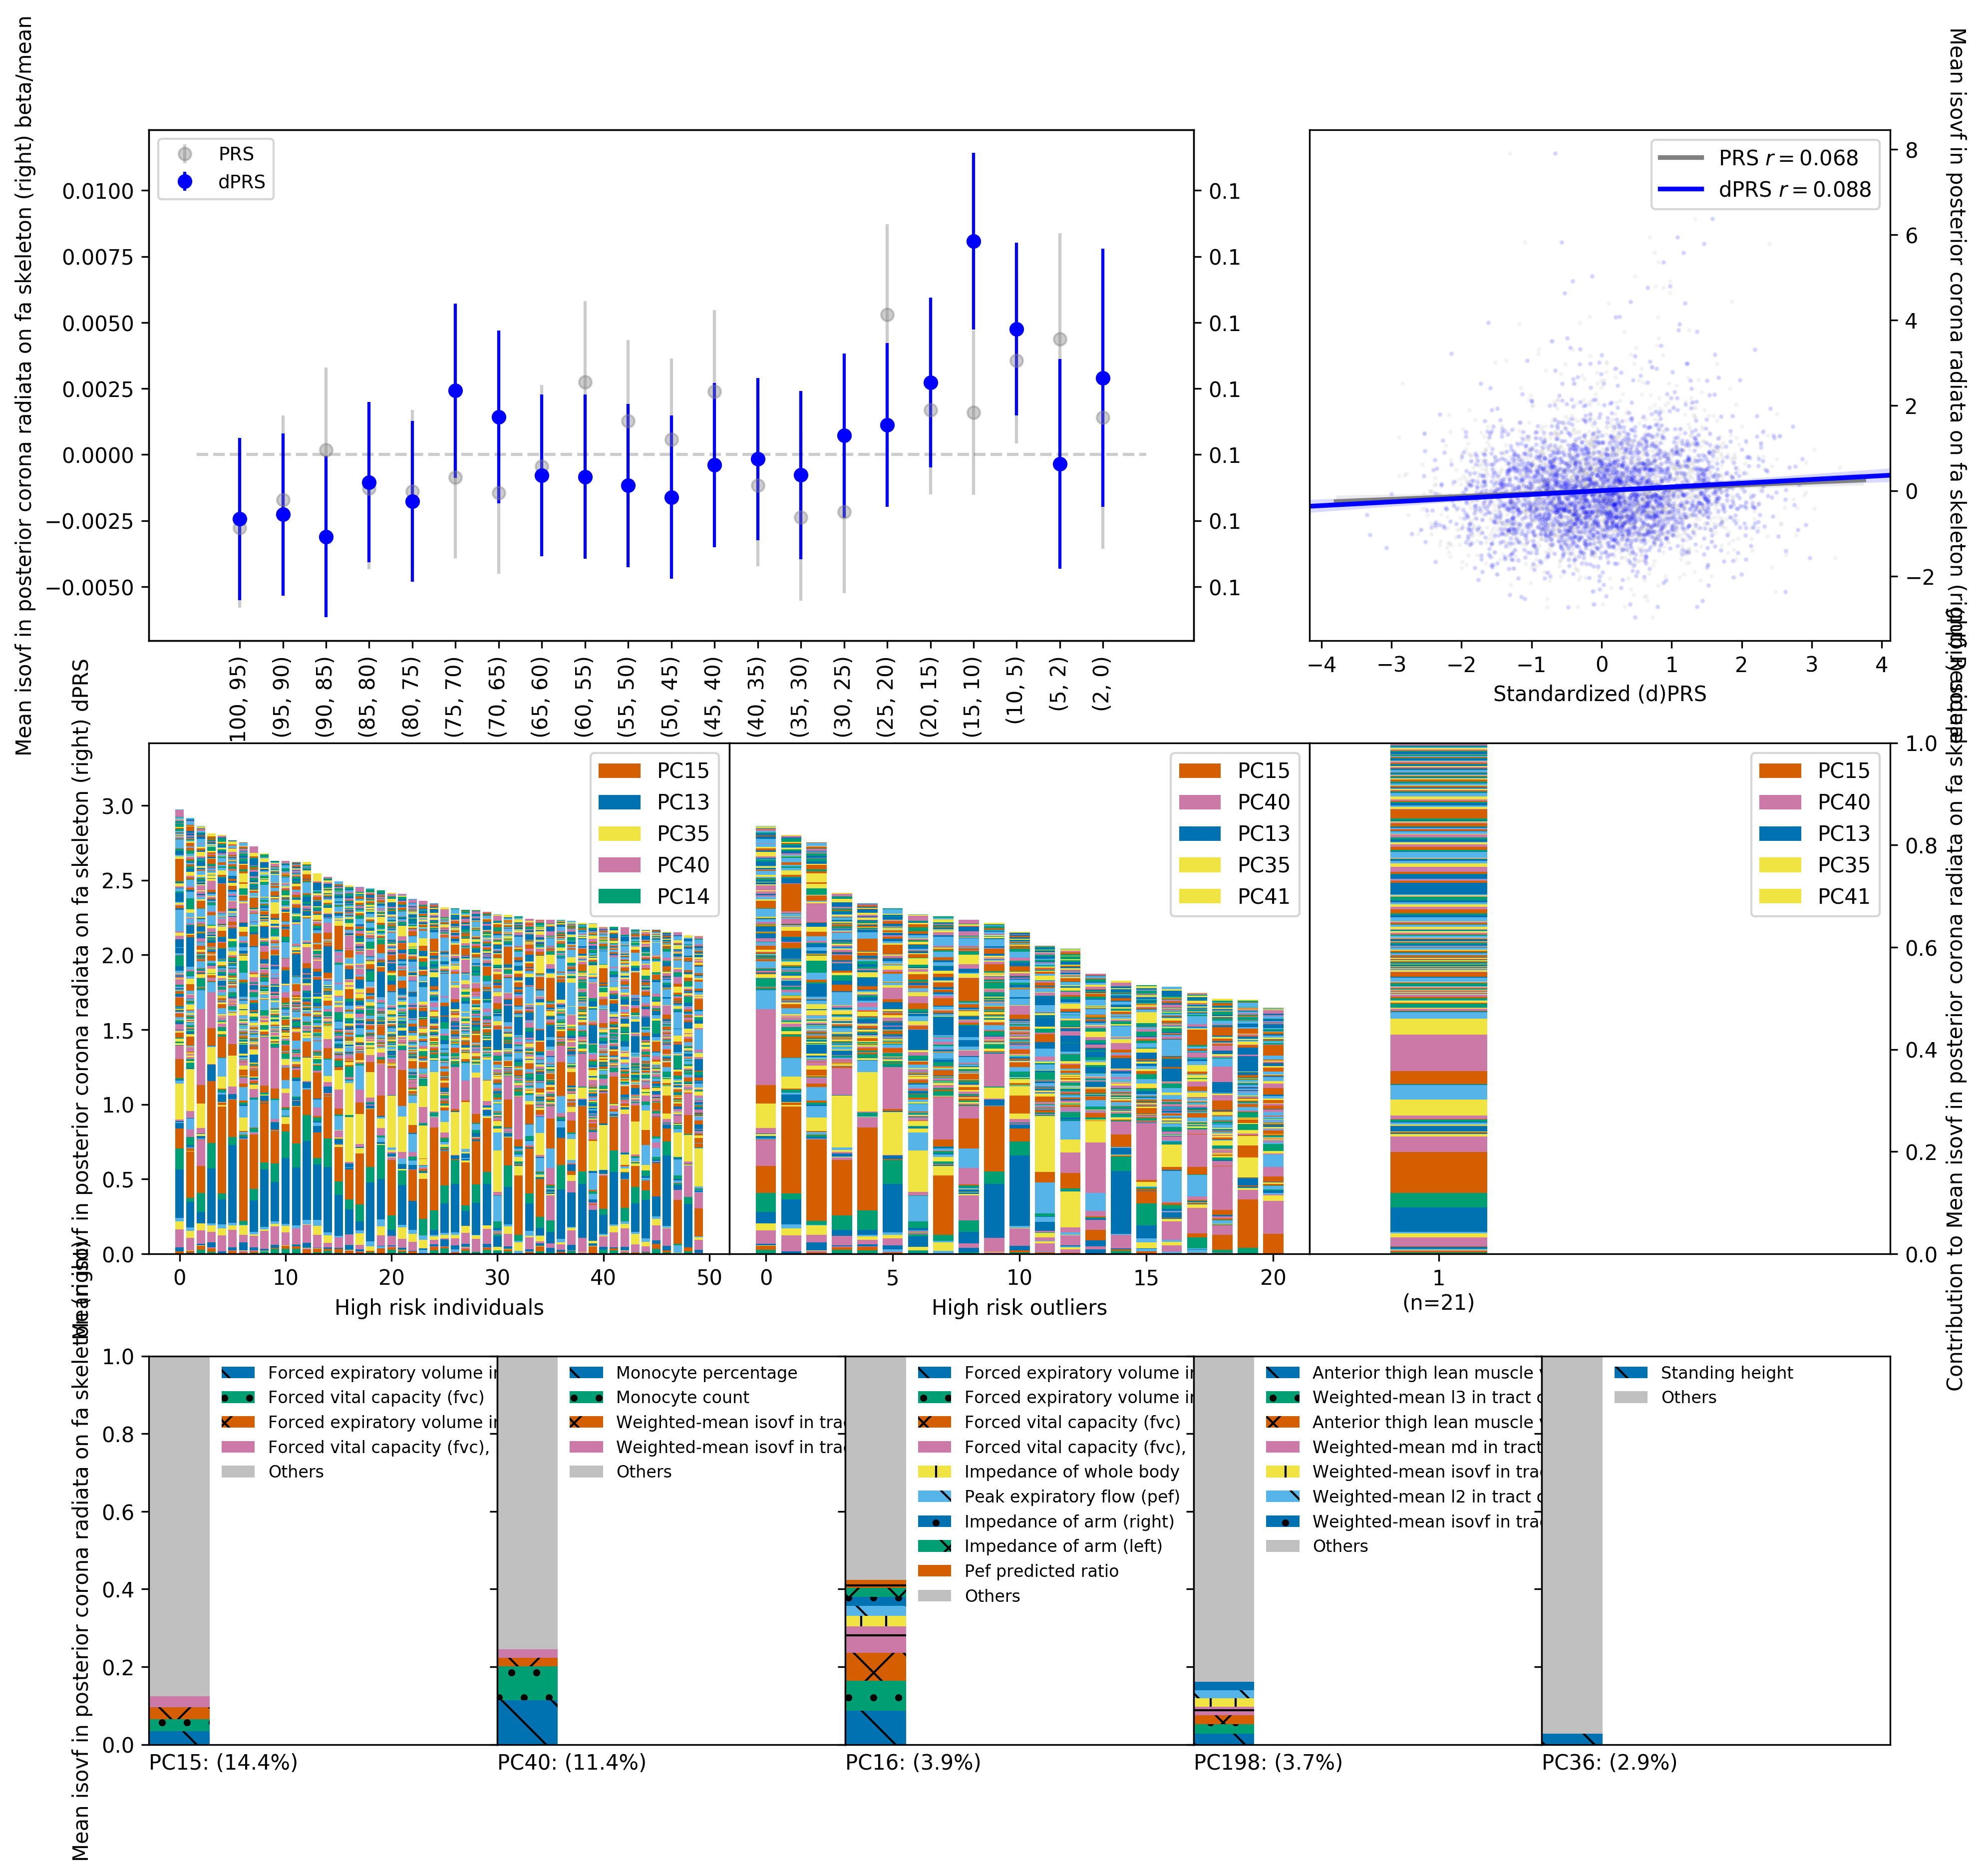 Mean isovf in posterior corona radiata on fa skeleton (right) beta/mean
PRS
dPRS
0.0100
0.0075
0.0050
0.0025
0.0000
−0.0025
−0.0050
0.1
0.1
0.1
0.1
0.1
0.1
0.1
100, 95)
(95, 90)
(90, 85)
(85, 80)
(80, 75)
(75, 70)
(70, 65)
(65, 60)
(60, 55)
(55, 50)
(50, 45)
(45, 40)
(40, 35)
(35, 30)
(30, 25)
(25, 20)
(20, 15)
(15, 10)
(10, 5)
(5, 2)
(2, 0)
PRS r = 0.068
dPRS r = 0.088
8
6
4
2
0
−2
−4
−3
−2
−1
0
1
2
3
4
Standardized (d)PRS
Mean isovf in posterior corona radiata on fa skeleton
Mean isovf in posterior corona radiata on fa skeleton (right) dPRS
3.0
2.5
2.0
1.5
1.0
0.5
0.0
PC15
PC13
PC35
PC40
PC14
0
10
20
30
40
50
High risk individuals
PC15
PC40
PC13
PC35
PC41
0
5
10
15
20
High risk outliers
PC15
PC40
PC13
PC35
PC41
1
(n=21)
1.0
0.8
0.6
0.4
0.2
0.0
Contribution to Mean isovf in posterior corona radiata on fa
Mean isovf in posterior corona radiata on fa
1.0
0.8
0.6
0.4
0.2
0.0
Forced expiratory volume in
Forced vital capacity (fvc)
Forced expiratory volume in
Forced vital capacity (fvc),
Others
PC15: (14.4%)
Monocyte percentage
Monocyte count
Weighted-mean isovf in trac
Weighted-mean isovf in trac
Others
PC40: (11.4%)
Forced expiratory volume in
Forced expiratory volume in
Forced vital capacity (fvc)
Forced vital capacity (fvc),
Impedance of whole body
Peak expiratory flow (pef)
Impedance of arm (right)
Impedance of arm (left)
Pef predicted ratio
Others
PC16: (3.9%)
Anterior thigh lean muscle
Weighted-mean l3 in tract
Anterior thigh lean muscle
Weighted-mean md in tract
Weighted-mean isovf in trac
Weighted-mean l2 in tract
Weighted-mean isovf in trac
Others
PC198: (3.7%)
Standing height
Others
PC36: (2.9%)